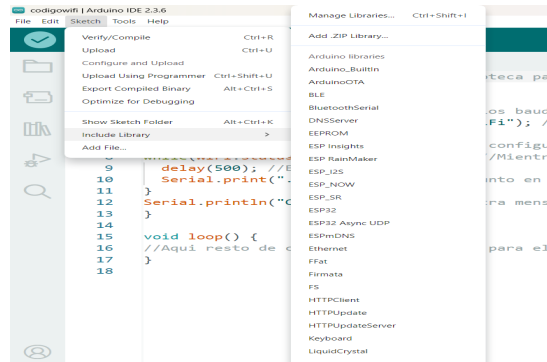 codigowifi | Arduino IDE 2.3.6
File Edit Sketch Tools Help
Verify/Compile Ctrl+R
Upload Ctrl+U
Configure and Upload
Upload Using Programmer Ctrl+Shift+U
Export Compiled Binary Alt+Ctrl+S
Optimize for Debugging
Show Sketch Folder Alt+Ctrl+K
Include Library >
Add File...
Manage Libraries... Ctrl+Shift+I
Add .ZIP Library...
Arduino libraries
Arduino_BuiltIn
ArduinoOTA
BLE
BluetoothSerial
DNSServer
EEPROM
ESP Insights
ESP RainMaker
ESP_I2S
ESP_NOW
ESP_SR
ESP32
ESP32 Async UDP
ESPmDNS
Ethernet
FFat
Firmata
FS
HTTPClient
HTTPUpdate
HTTPUpdateServer
Keyboard
LiquidCrystal
oteca pa
os baud
Fi"); /
configu
/Mientr
9 delay(500); //E
10 Serial.print(". nto en
11 }
12 Serial.println("C tra mens
13 }
14
15 void loop() {
16 //Aqui resto de c para el
17 }
18